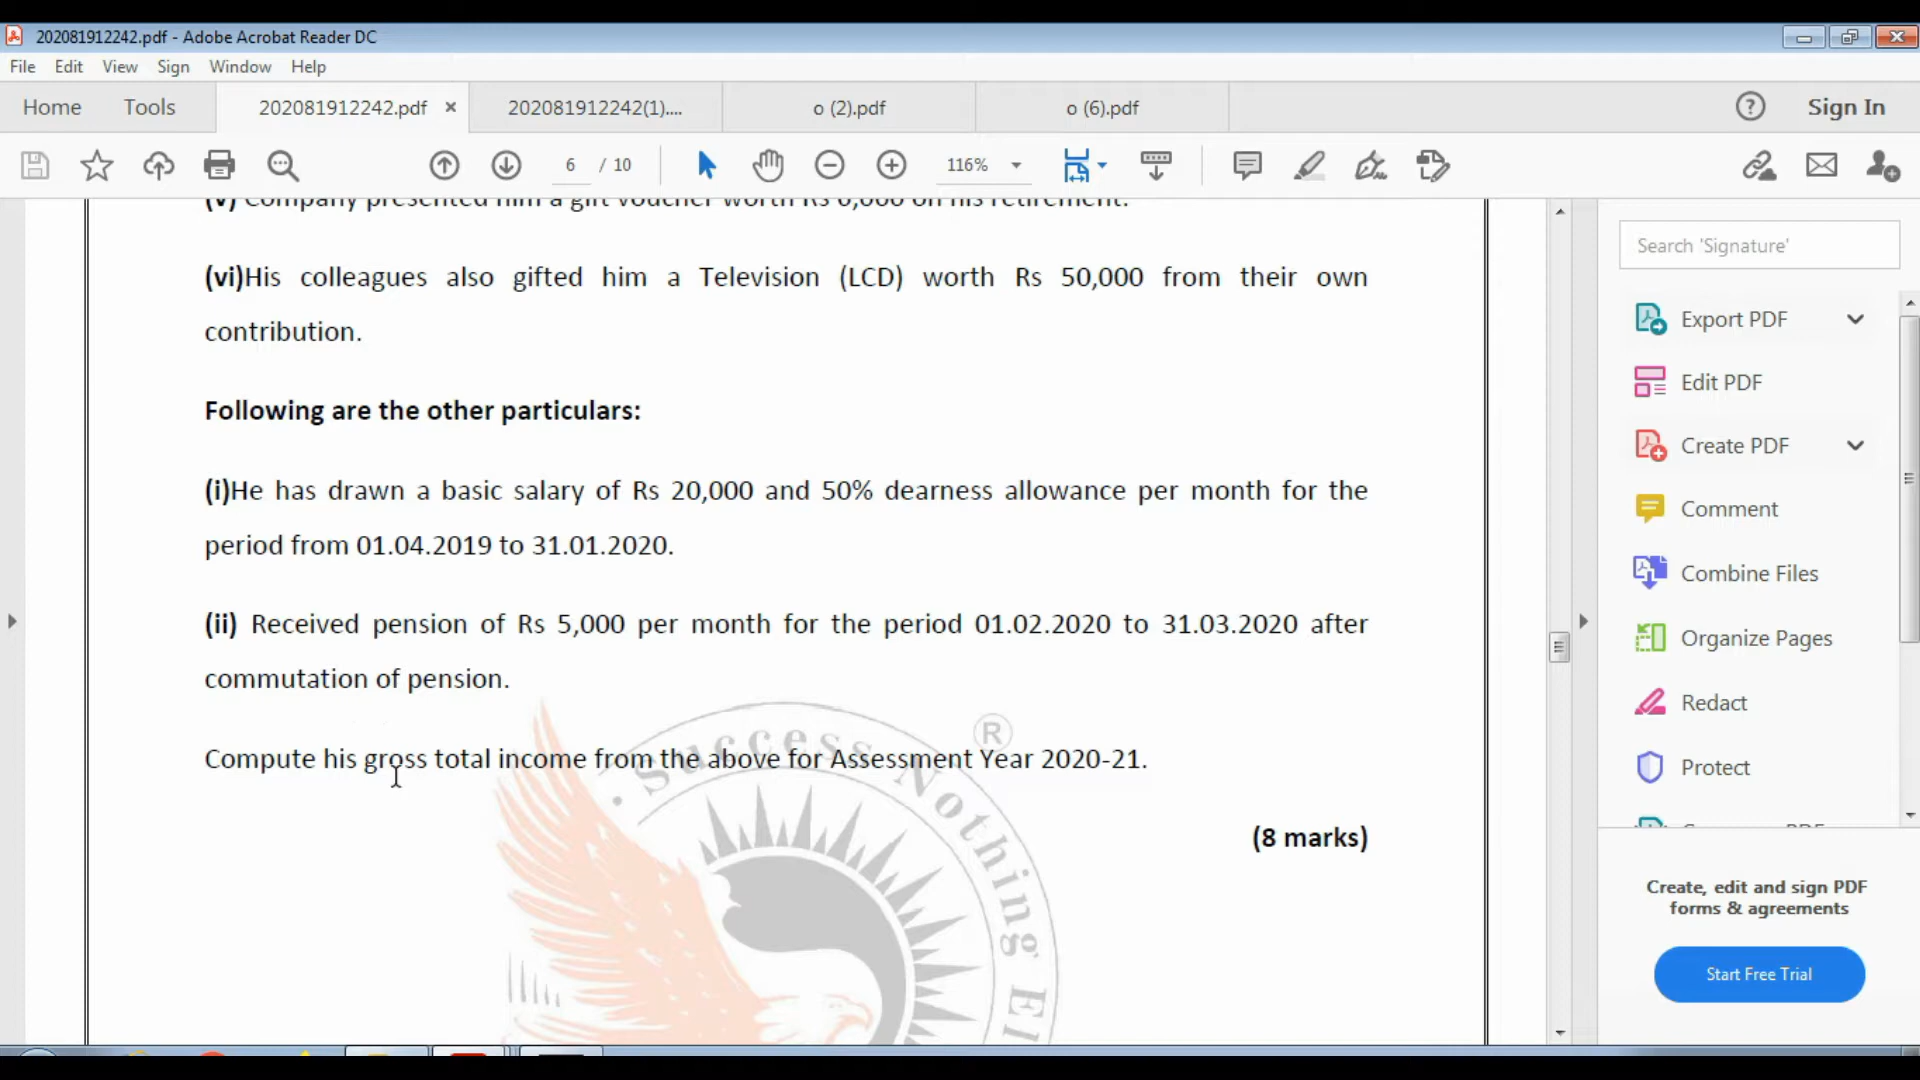 202081912242.pdf - Adobe Acrobat Reader DC
File Edit View Sign Window Help
Home Tools 202081912242.pdf × 202081912242(1).... o (2).pdf o (6).pdf Sign In
6 / 10 116%
(v) Company presented him a gift voucher worth Rs 6,000 on his retirement.
(vi)His colleagues also gifted him a Television (LCD) worth Rs 50,000 from their own
contribution.
Following are the other particulars:
(i)He has drawn a basic salary of Rs 20,000 and 50% dearness allowance per month for the
period from 01.04.2019 to 31.01.2020.
(ii) Received pension of Rs 5,000 per month for the period 01.02.2020 to 31.03.2020 after
commutation of pension.
Compute his gross total income from the above for Assessment Year 2020-21.
(8 marks)
Success Nothing El
®
Search 'Signature'
Export PDF
Edit PDF
Create PDF
Comment
Combine Files
Organize Pages
Redact
Protect
Create, edit and sign PDF
forms & agreements
Start Free Trial